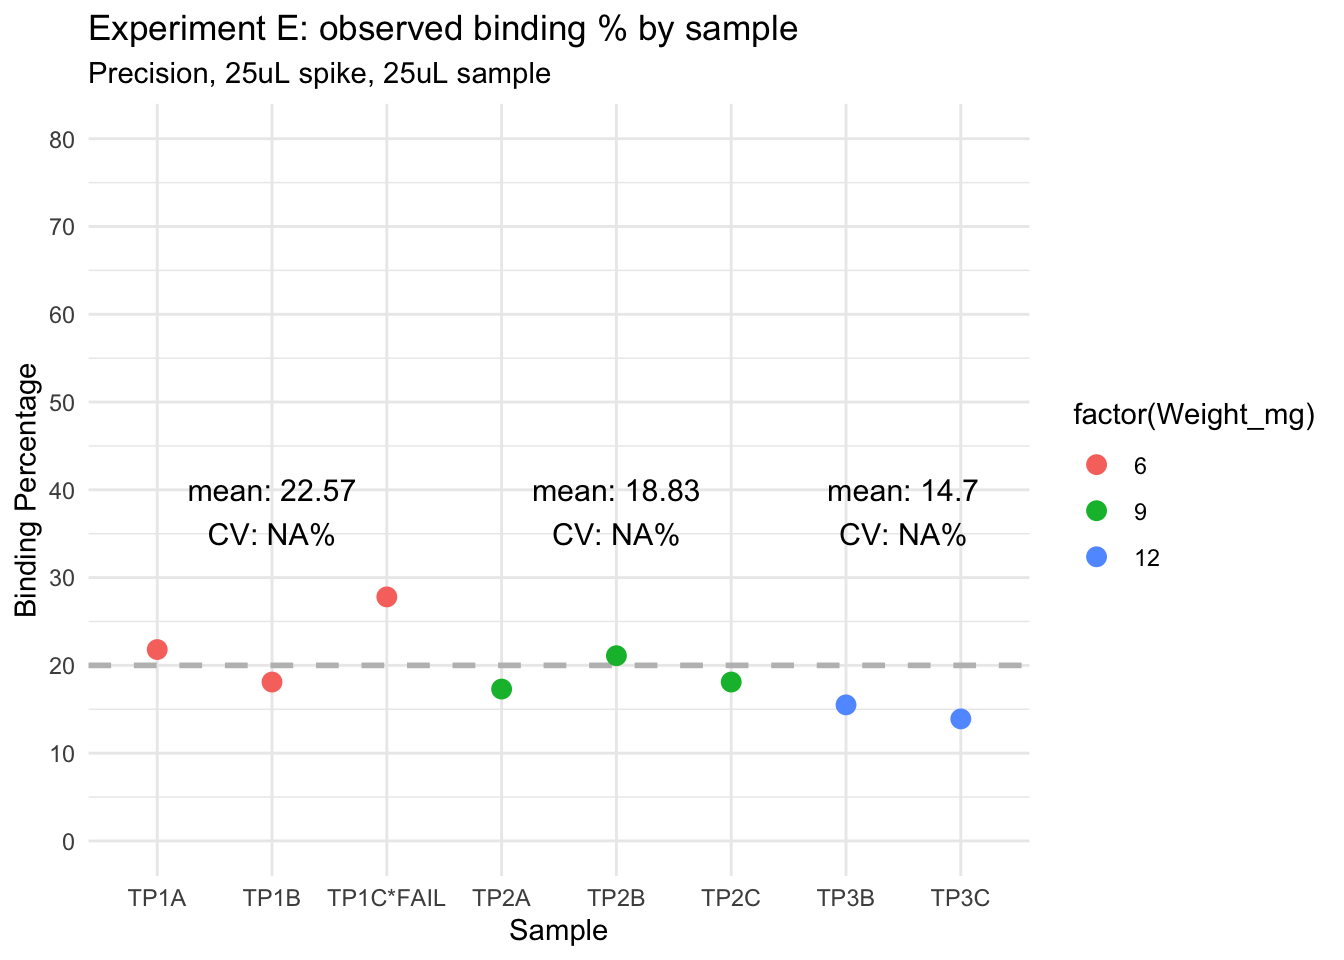 Experiment E: observed binding % by sample
Precision, 25uL spike, 25uL sample
Binding Percentage
80
70
60
50
40
30
20
10
0
mean: 22.57
CV: NA%
mean: 18.83
CV: NA%
mean: 14.7
CV: NA%
TP1A
TP1B
TP1C*FAIL
TP2A
TP2B
TP2C
TP3B
TP3C
Sample
factor(Weight_mg)
6
9
12